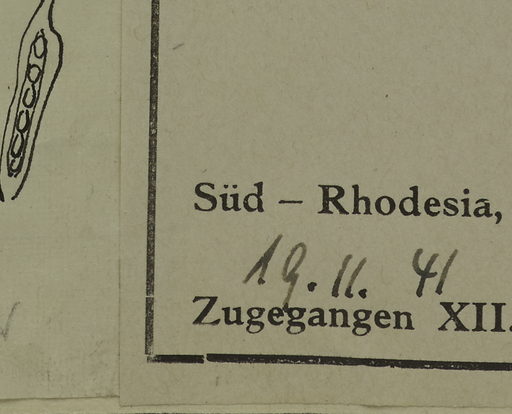 Süd – Rhodesia,
19. 11. 41
Zugegangen XII.